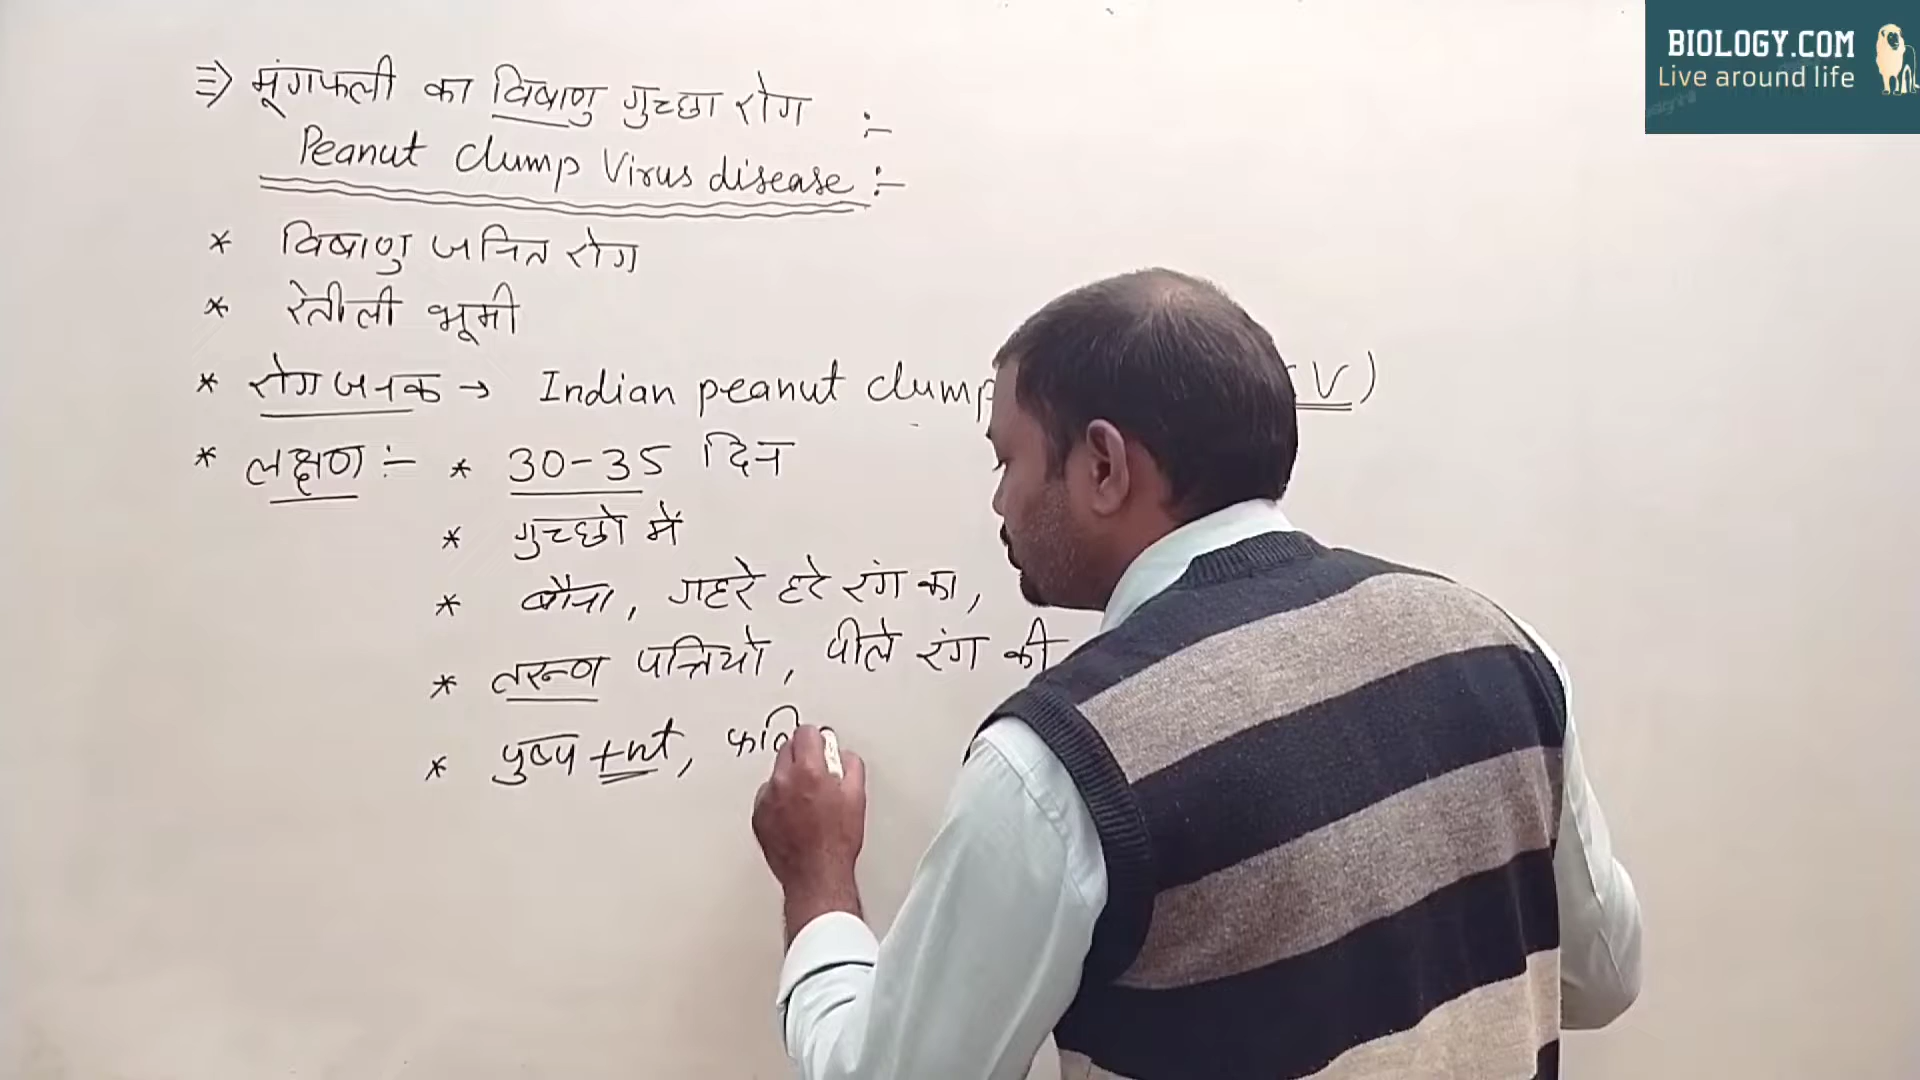 ⇒ मूंगफली का विषाणु गुच्छा रोग :-
Peanut clump Virus disease :-
* विषाणु जनित रोग
* रेतीली भूमी
* रोगजनक → Indian peanut clump V)
* लक्षण :- * 30-35 दिन
* गुच्छो में
* बौना, गहरे हरे रंग का,
* तरुण पत्तियो, पीले रंग की
* पुष्प +nt,
BIOLOGY.COM
Live around life